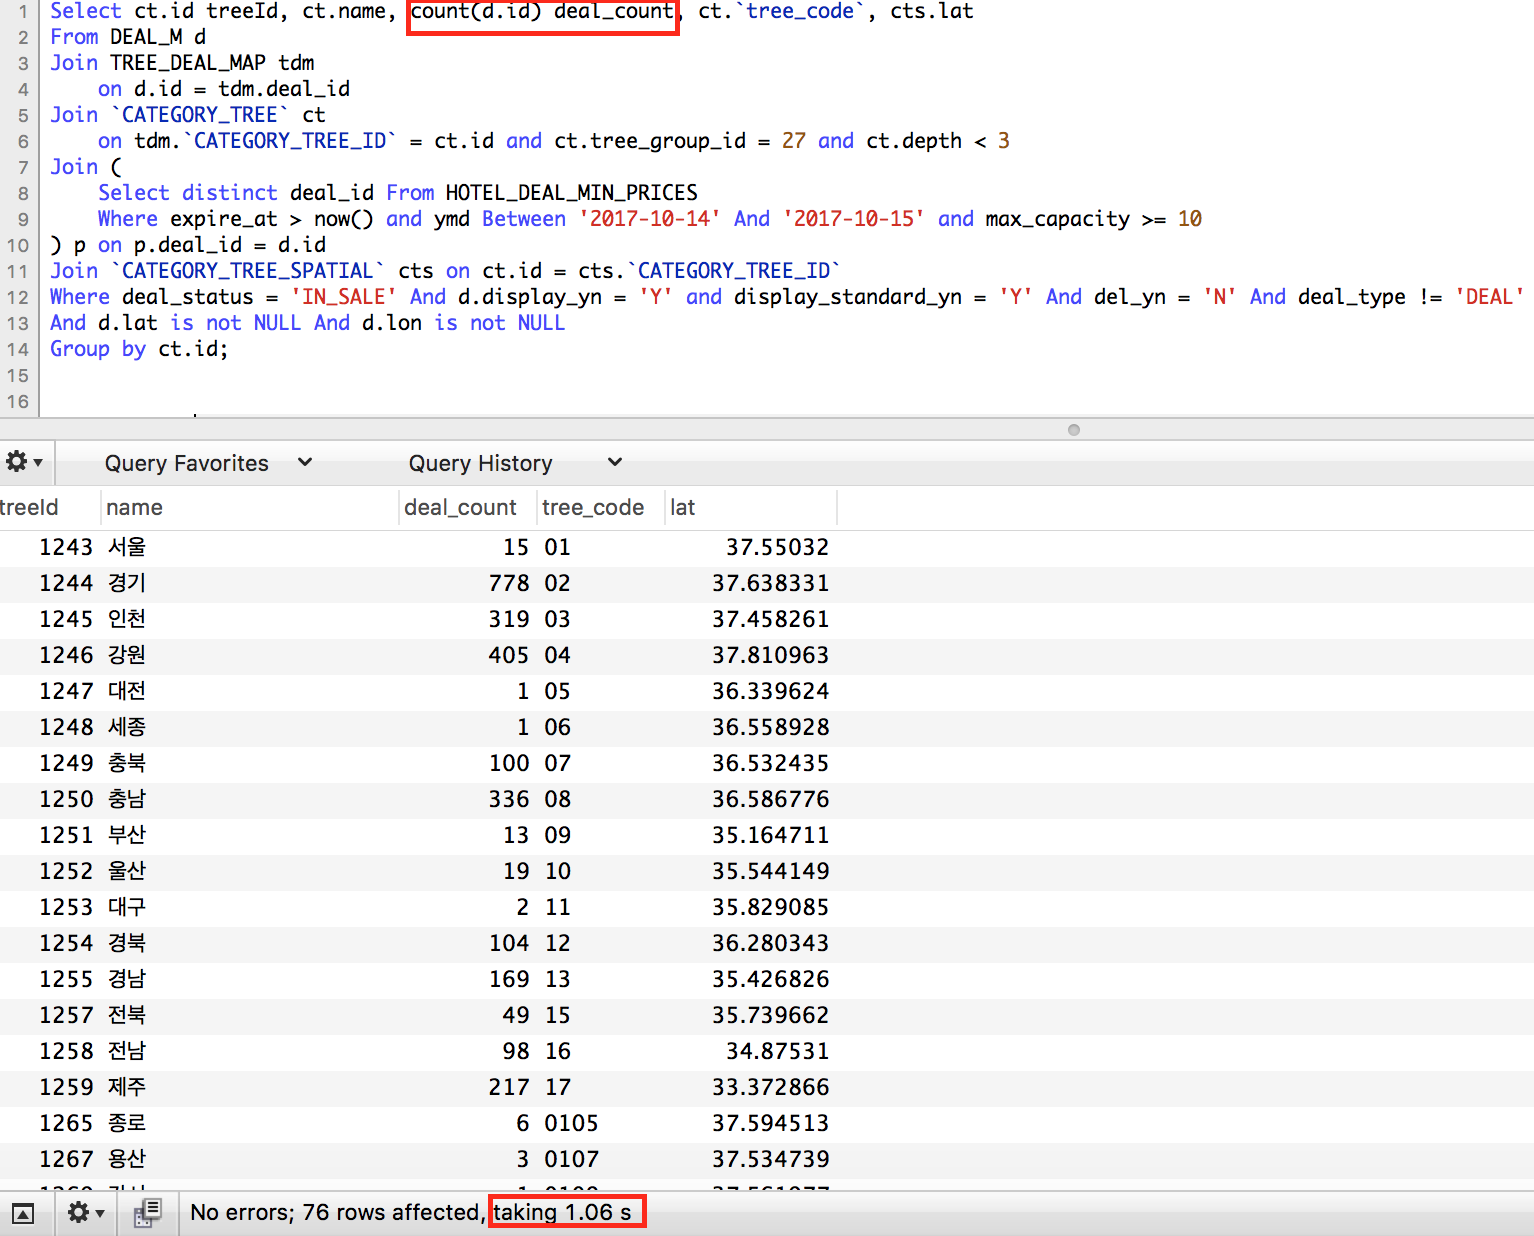 1 Select ct.id treeId, ct.name, count(d.id) deal_count, ct.`tree_code`, cts.lat
2 From DEAL_M d
3 Join TREE_DEAL_MAP tdm
4 on d.id = tdm.deal_id
5 Join `CATEGORY_TREE` ct
6 on tdm.`CATEGORY_TREE_ID` = ct.id and ct.tree_group_id = 27 and ct.depth < 3
7 Join (
8 Select distinct deal_id From HOTEL_DEAL_MIN_PRICES
9 Where expire_at > now() and ymd Between '2017-10-14' And '2017-10-15' and max_capacity >= 10
10 ) p on p.deal_id = d.id
11 Join `CATEGORY_TREE_SPATIAL` cts on ct.id = cts.`CATEGORY_TREE_ID`
12 Where deal_status = 'IN_SALE' And d.display_yn = 'Y' and display_standard_yn = 'Y' And del_yn = 'N' And deal_type != 'DEAL'
13 And d.lat is not NULL And d.lon is not NULL
14 Group by ct.id;
15
16
Query Favorites Query History
treeId name deal_count tree_code lat
1243 서울 15 01 37.55032
1244 경기 778 02 37.638331
1245 인천 319 03 37.458261
1246 강원 405 04 37.810963
1247 대전 1 05 36.339624
1248 세종 1 06 36.558928
1249 충북 100 07 36.532435
1250 충남 336 08 36.586776
1251 부산 13 09 35.164711
1252 울산 19 10 35.544149
1253 대구 2 11 35.829085
1254 경북 104 12 36.280343
1255 경남 169 13 35.426826
1257 전북 49 15 35.739662
1258 전남 98 16 34.87531
1259 제주 217 17 33.372866
1265 종로 6 0105 37.594513
1267 용산 3 0107 37.534739
No errors; 76 rows affected, taking 1.06 s